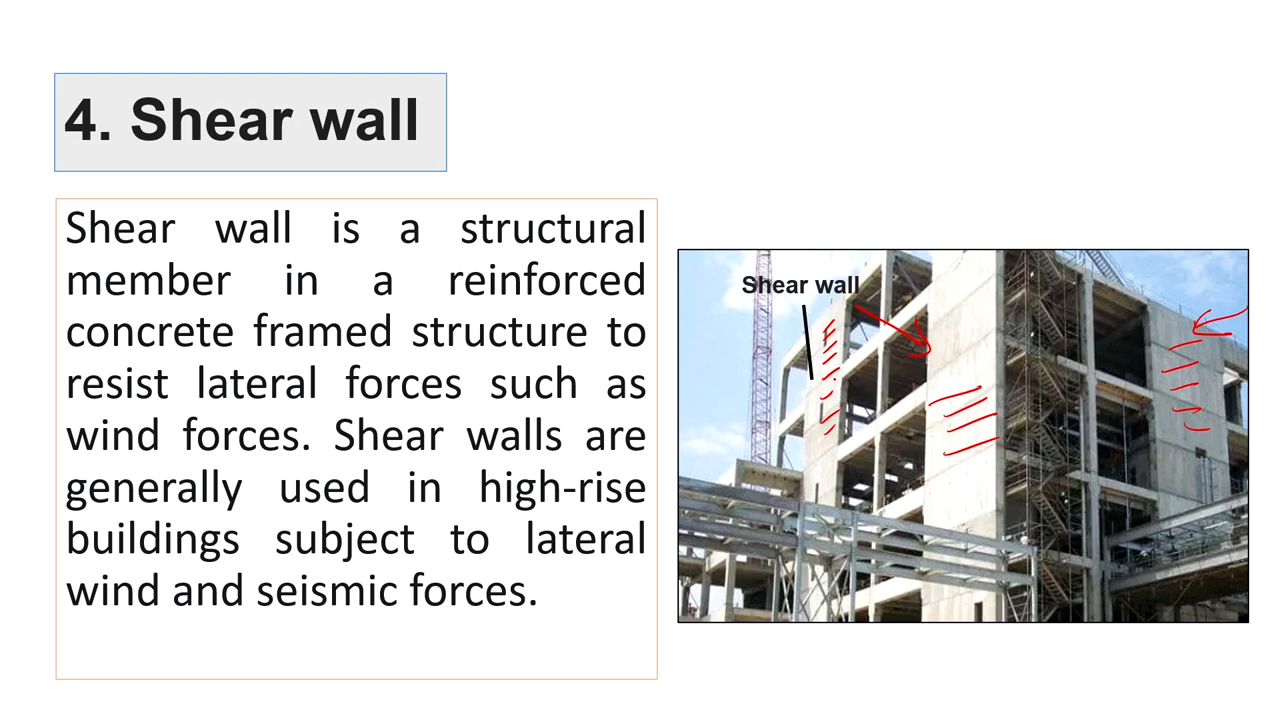 4. Shear wall
Shear wall is a structural
member in a reinforced
concrete framed structure to
resist lateral forces such as
wind forces. Shear walls are
generally used in high-rise
buildings subject to lateral
wind and seismic forces.
Shear wall